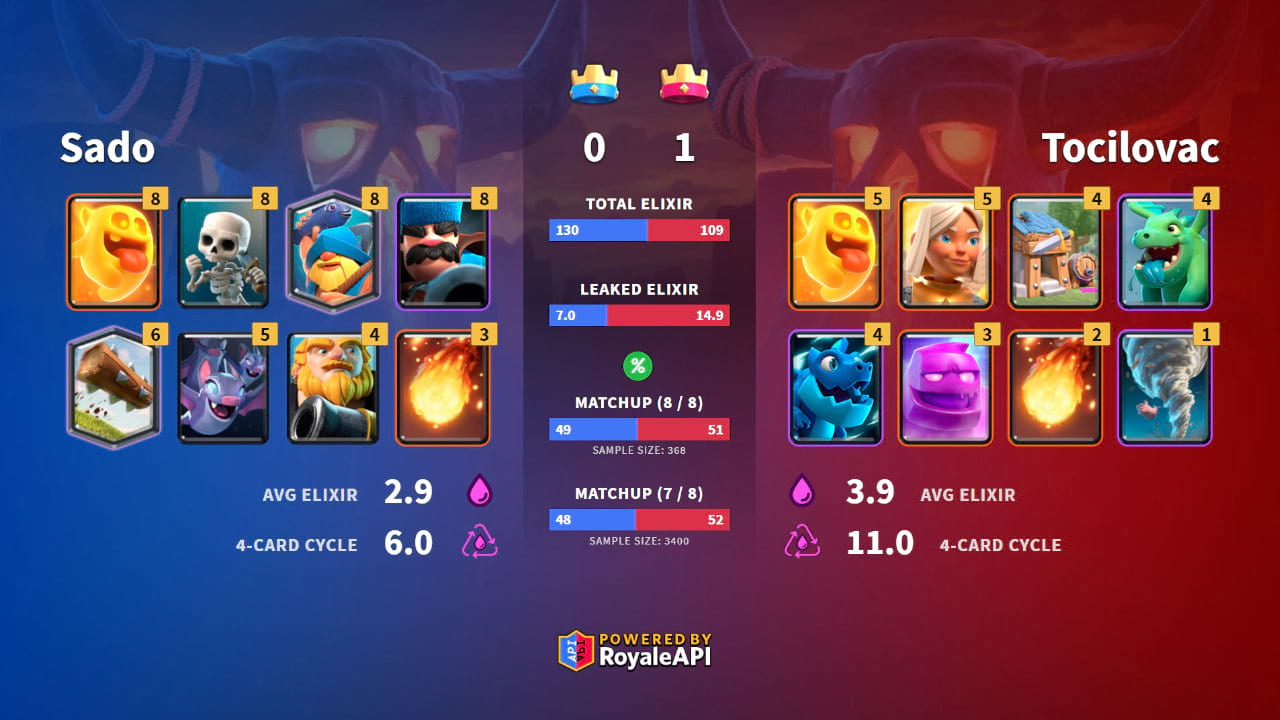 0 1
Sado
Tocilovac
8 8 8 8
6 5 4 3
TOTAL ELIXIR
130 109
LEAKED ELIXIR
7.0 14.9
%
MATCHUP (8 / 8)
49 51
SAMPLE SIZE: 368
MATCHUP (7 / 8)
48 52
SAMPLE SIZE: 3400
5 5 4 4
4 3 2 1
AVG ELIXIR 2.9
4-CARD CYCLE 6.0
3.9 AVG ELIXIR
11.0 4-CARD CYCLE
API API
POWERED BY
RoyaleAPI